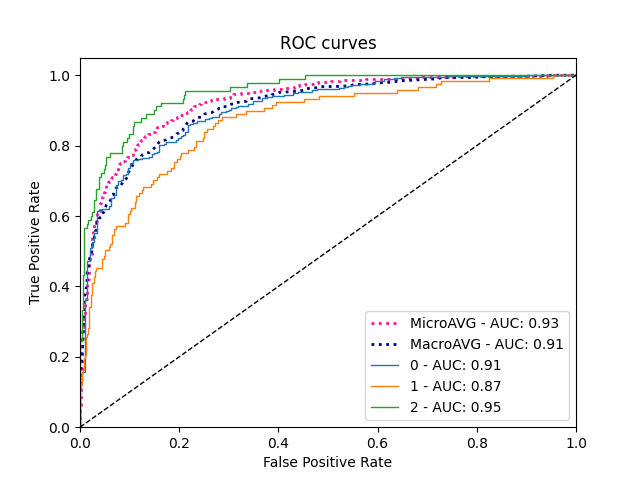 ROC curves
True Positive Rate
1.0
0.8
0.6
0.4
0.2
0.0
MicroAVG - AUC: 0.93
MacroAVG - AUC: 0.91
0 - AUC: 0.91
1 - AUC: 0.87
2 - AUC: 0.95
0.0 0.2 0.4 0.6 0.8 1.0
False Positive Rate